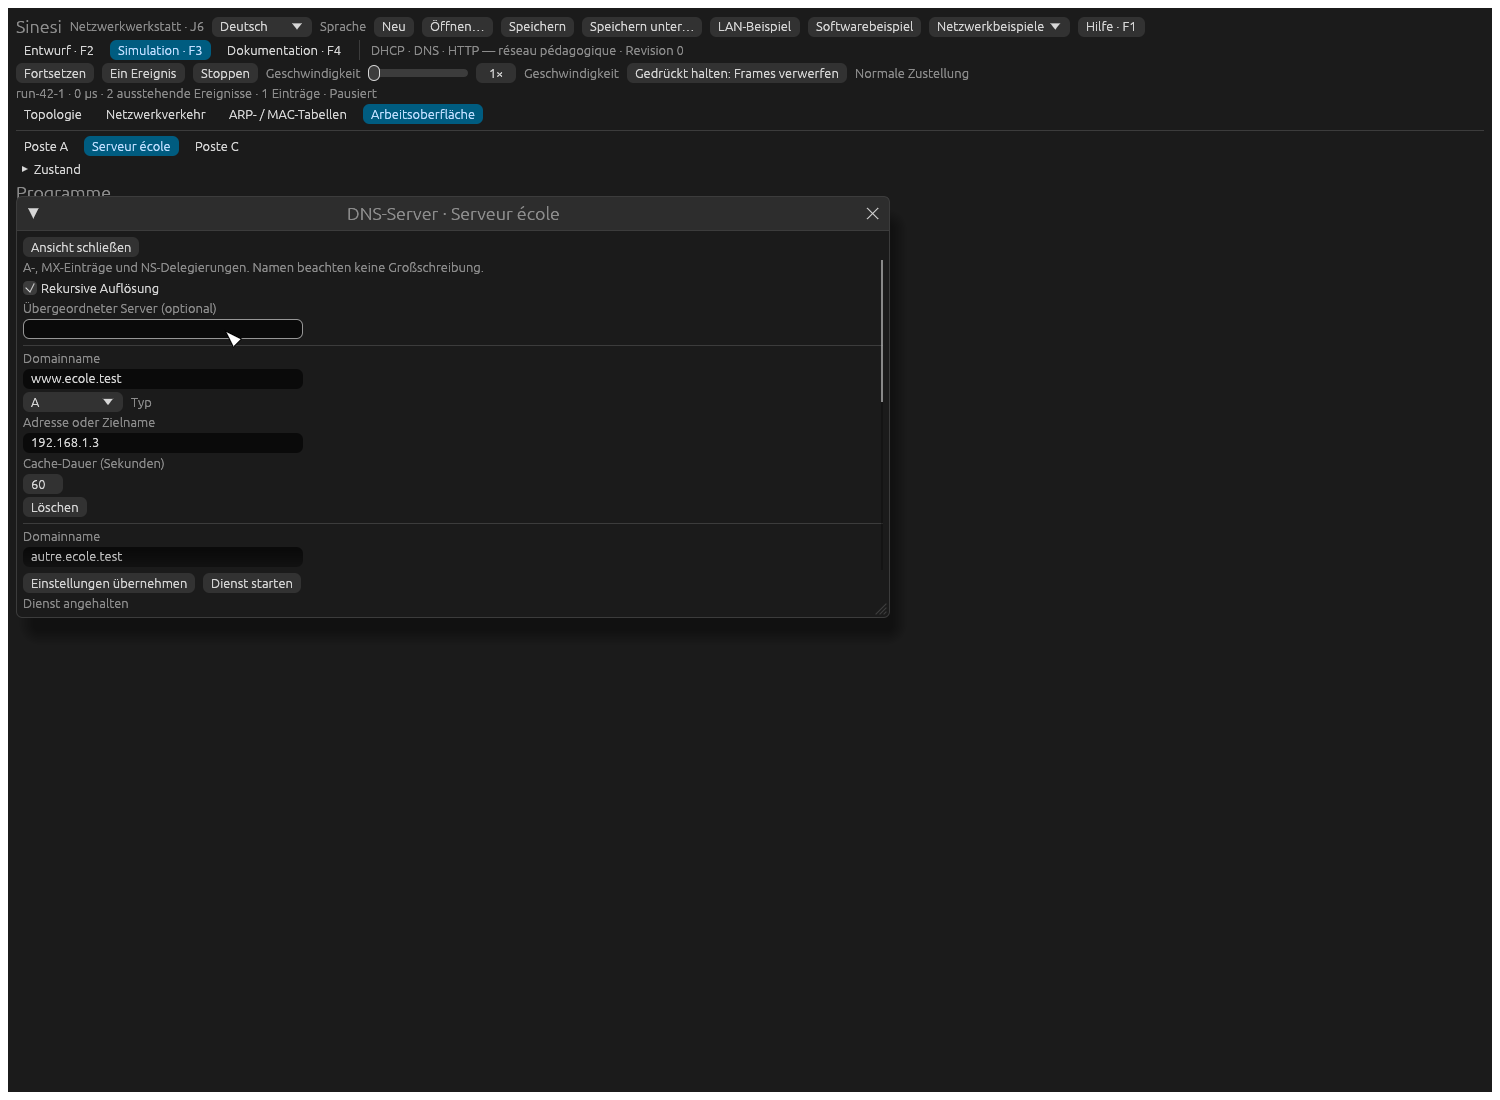 Sinesi Netzwerkwerkstatt · J6 Deutsch Sprache Neu Öffnen… Speichern Speichern unter… LAN-Beispiel Softwarebeispiel Netzwerkbeispiele Hilfe · F1
Entwurf · F2 Simulation · F3 Dokumentation · F4 DHCP · DNS · HTTP — réseau pédagogique · Revision 0
Fortsetzen Ein Ereignis Stoppen Geschwindigkeit 1× Geschwindigkeit Gedrückt halten: Frames verwerfen Normale Zustellung
run-42-1 · 0 µs · 2 ausstehende Ereignisse · 1 Einträge · Pausiert
Topologie Netzwerkverkehr ARP- / MAC-Tabellen Arbeitsoberfläche
Poste A Serveur école Poste C
Zustand
Programme
DNS-Server · Serveur école
Ansicht schließen
A-, MX-Einträge und NS-Delegierungen. Namen beachten keine Großschreibung.
Rekursive Auflösung
Übergeordneter Server (optional)
Domainname
www.ecole.test
A Typ
Adresse oder Zielname
192.168.1.3
Cache-Dauer (Sekunden)
60
Löschen
Domainname
autre.ecole.test
Einstellungen übernehmen Dienst starten
Dienst angehalten